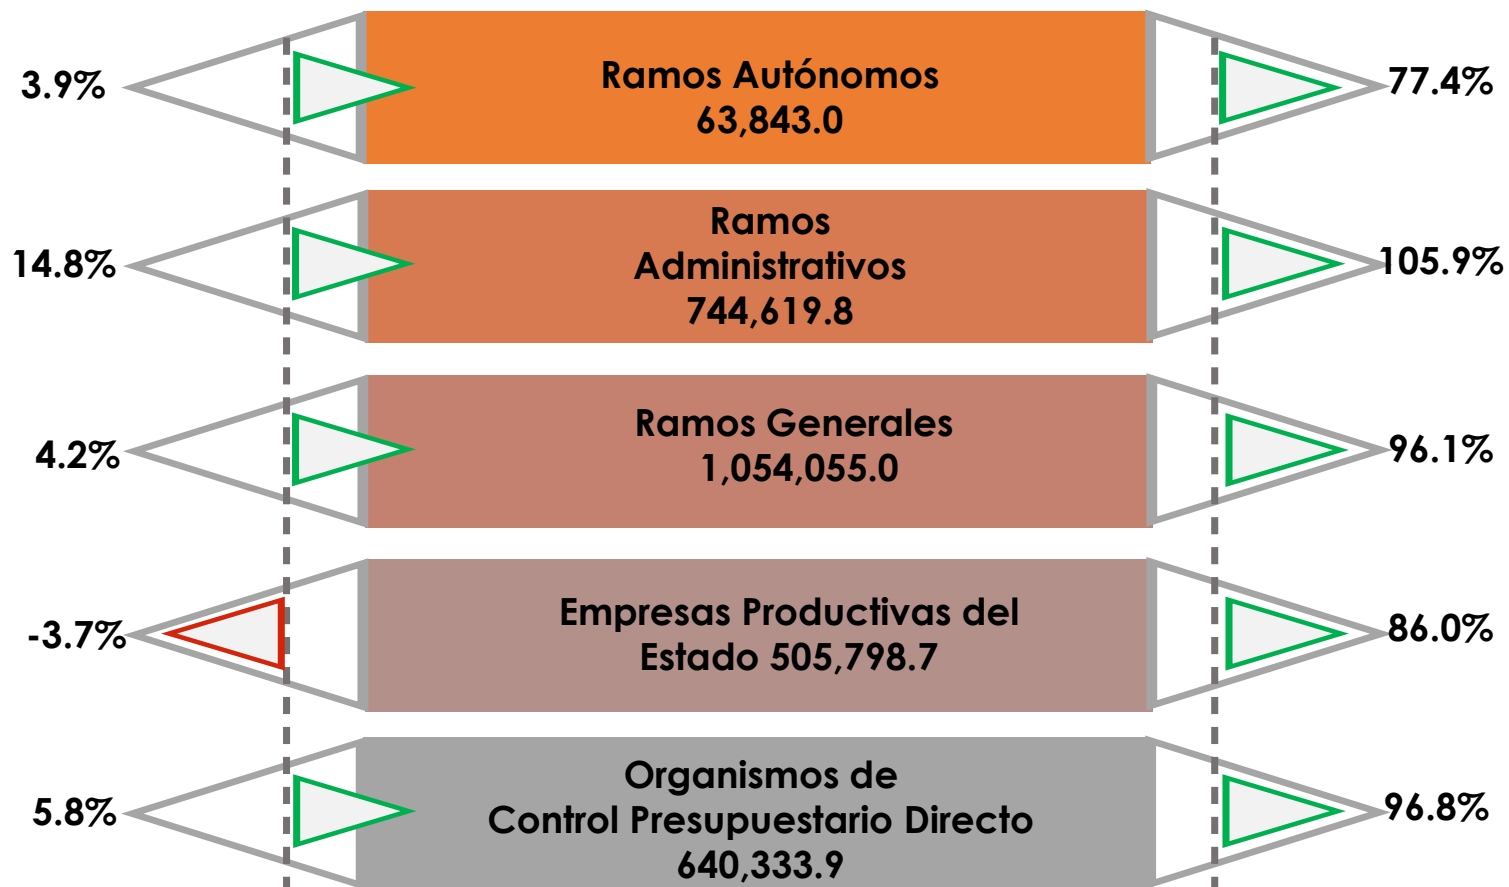 3.9%
Ramos Autónomos
63,843.0
77.4%
14.8%
Ramos
Administrativos
744,619.8
105.9%
4.2%
Ramos Generales
1,054,055.0
96.1%
-3.7%
Empresas Productivas del
Estado 505,798.7
86.0%
5.8%
Organismos de
Control Presupuestario Directo
640,333.9
96.8%